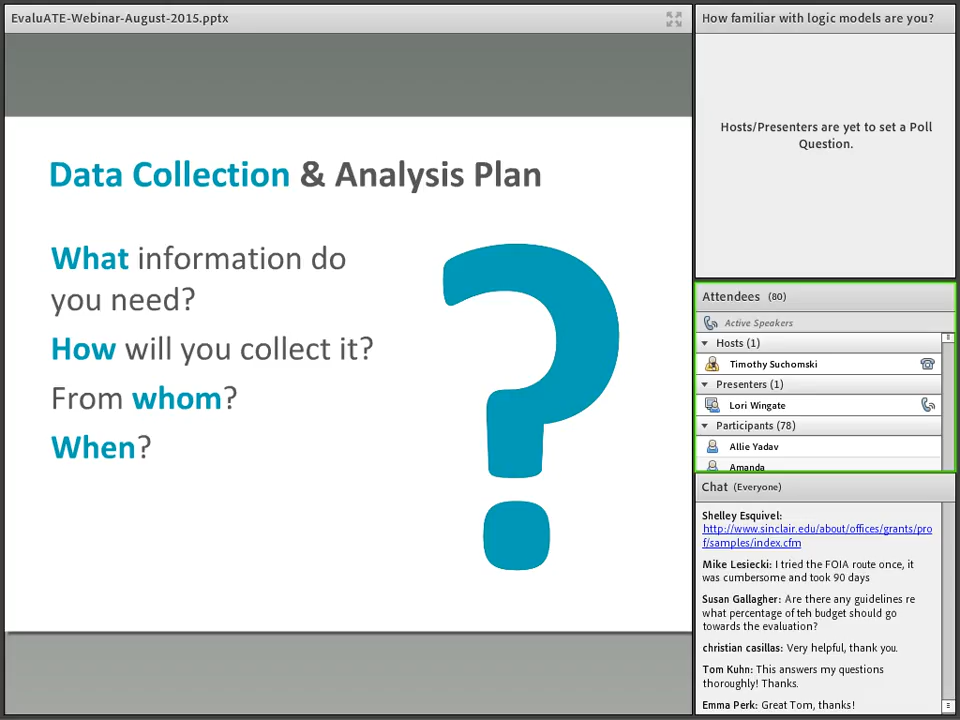 EvaluATE-Webinar-August-2015.pptx
Data Collection & Analysis Plan
What information do
you need?
How will you collect it?
From whom?
When?
?
How familiar with logic models are you?
Hosts/Presenters are yet to set a Poll
Question.
Attendees (80)
Active Speakers
Hosts (1)
Timothy Suchomski
Presenters (1)
Lori Wingate
Participants (78)
Allie Yadav
Amanda
Chat (Everyone)
Shelley Esquivel:
http://www.sinclair.edu/about/offices/grants/pro
f/samples/index.cfm
Mike Lesiecki: I tried the FOIA route once, it
was cumbersome and took 90 days
Susan Gallagher: Are there any guidelines re
what percentage of teh budget should go
towards the evaluation?
christian casillas: Very helpful, thank you.
Tom Kuhn: This answers my questions
thoroughly! Thanks.
Emma Perk: Great Tom, thanks!